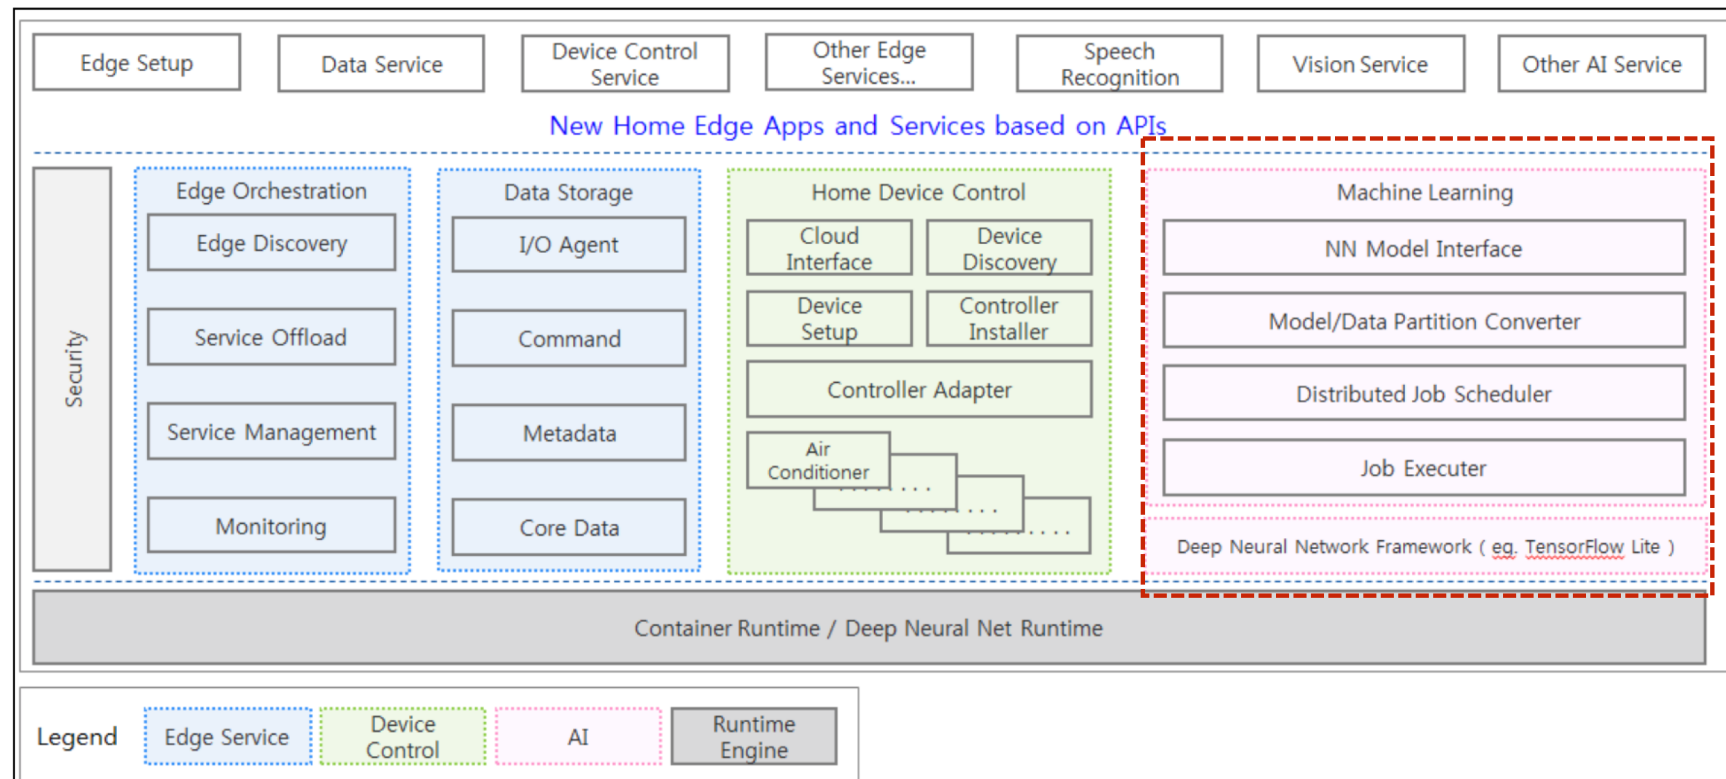 Edge Setup
Data Service
Device Control
Service
Other Edge
Services...
Speech
Recognition
Vision Service
Other AI Service
New Home Edge Apps and Services based on APIs
Security
Edge Orchestration
Edge Discovery
Service Offload
Service Management
Monitoring
Data Storage
I/O Agent
Command
Metadata
Core Data
Home Device Control
Cloud
Interface
Device
Discovery
Device
Setup
Controller
Installer
Controller Adapter
Air
Conditioner
. . . . . . . .
. . . . . . . .
. . . . . . . . .
Machine Learning
NN Model Interface
Model/Data Partition Converter
Distributed Job Scheduler
Job Executer
Deep Neural Network Framework ( eg. TensorFlow Lite )
Container Runtime / Deep Neural Net Runtime
Legend
Edge Service
Device
Control
AI
Runtime
Engine